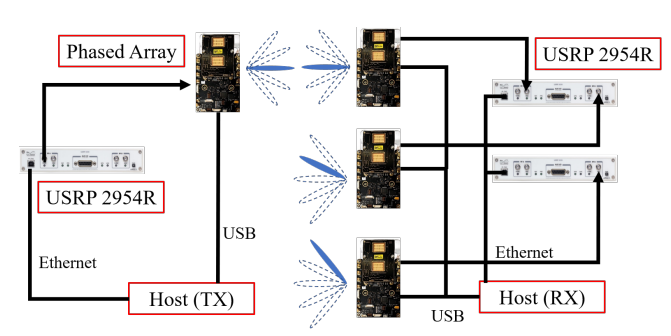 Phased Array
USRP 2954R
USRP 2954R
USB
Ethernet
Ethernet
Host (TX)
Host (RX)
USB